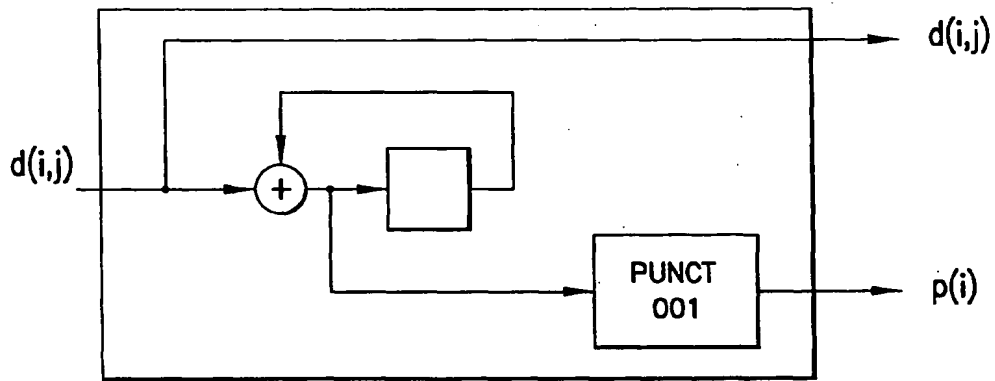 d(i,j)
d(i,j)
+
PUNCT
001
p(i)